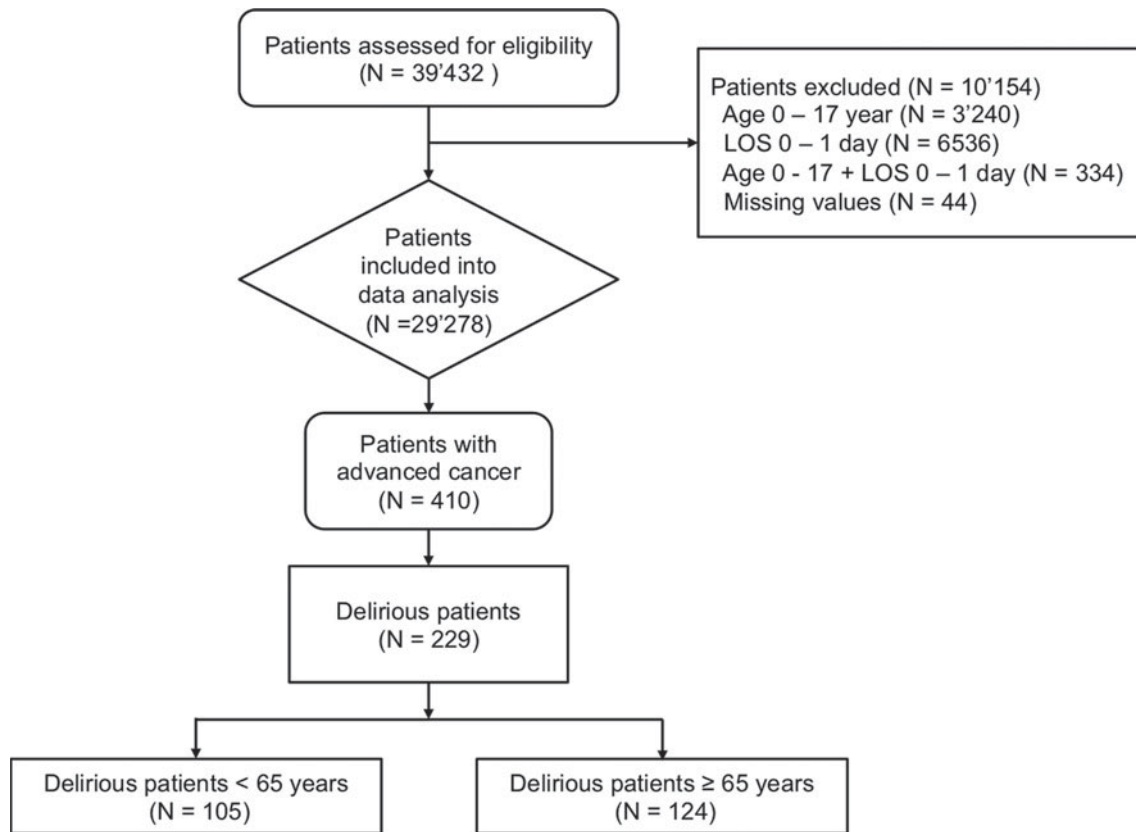 Patients assessed for eligibility
(N = 39'432 )
Patients excluded (N = 10'154)
Age 0 – 17 year (N = 3'240)
LOS 0 – 1 day (N = 6536)
Age 0 - 17 + LOS 0 – 1 day (N = 334)
Missing values (N = 44)
Patients
included into
data analysis
(N =29'278)
Patients with
advanced cancer
(N = 410)
Delirious patients
(N = 229)
Delirious patients < 65 years
(N = 105)
Delirious patients ≥ 65 years
(N = 124)